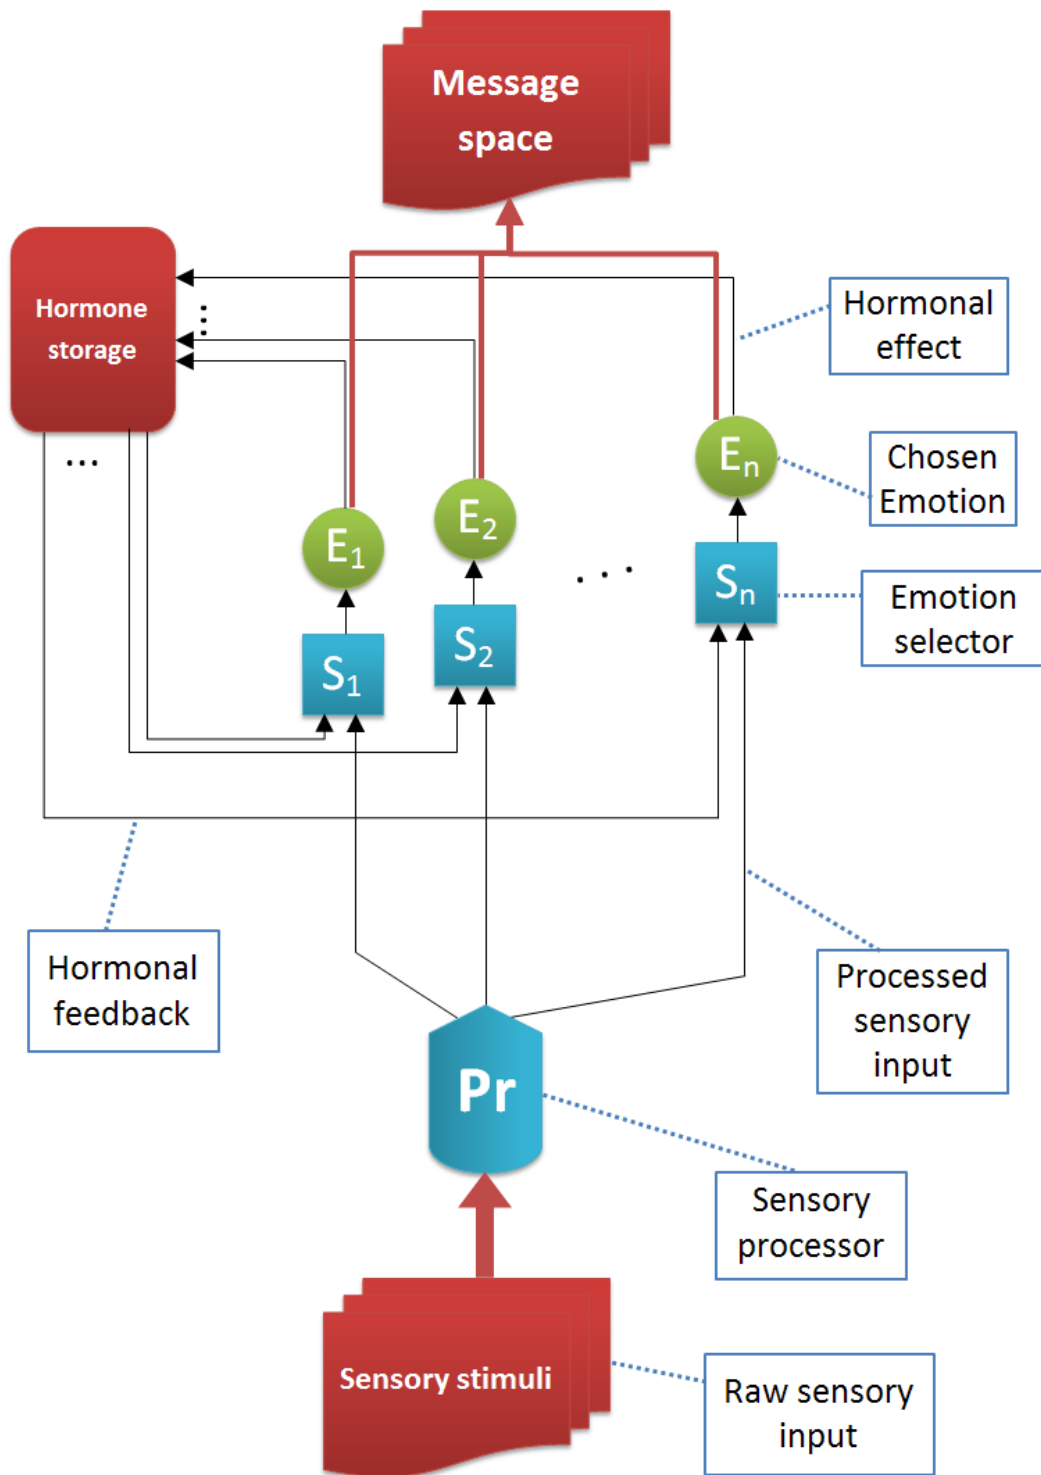 Message
space
Hormone
storage
Hormonal
effect
E₁
E₂
Eₙ
Chosen
Emotion
S₁
S₂
Sₙ
Emotion
selector
Hormonal
feedback
Processed
sensory
input
Pr
Sensory
processor
Sensory stimuli
Raw sensory
input